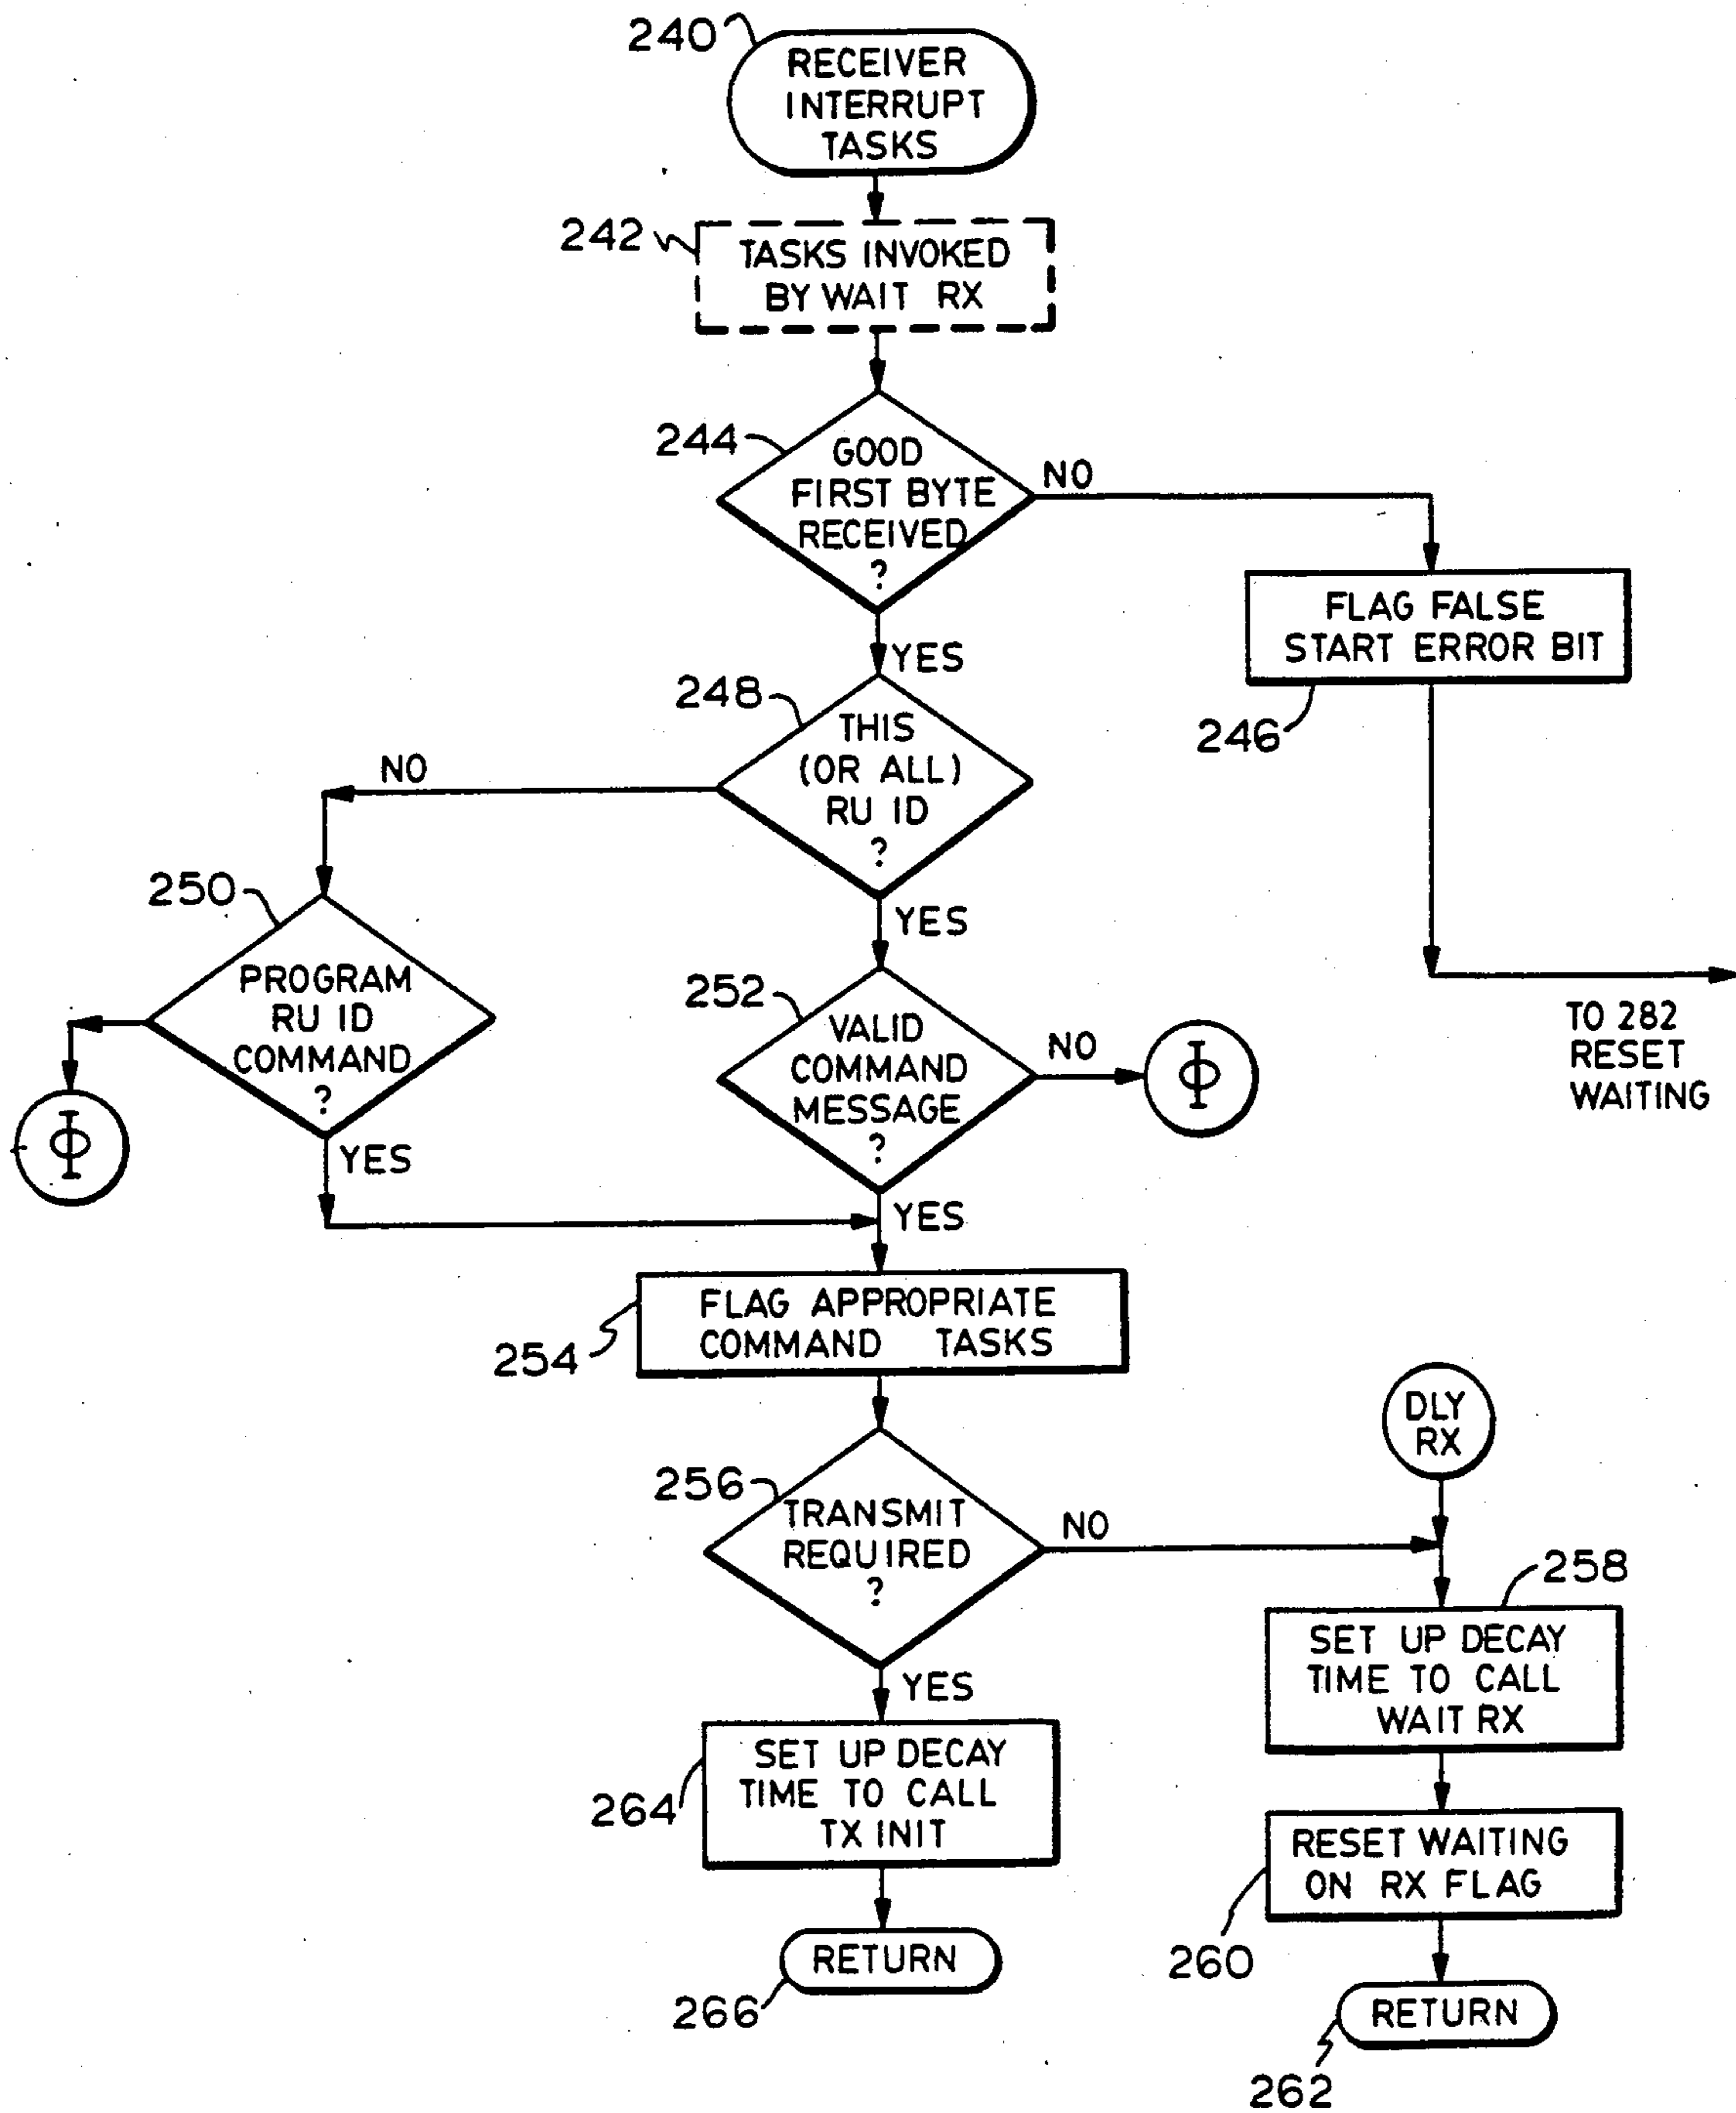 240
RECEIVER
INTERRUPT
TASKS
242
TASKS INVOKED
BY WAIT RX
244
GOOD
FIRST BYTE
RECEIVED
?
NO
FLAG FALSE
START ERROR BIT
246
YES
248
THIS
(OR ALL)
RU ID
?
NO
YES
250
PROGRAM
RU ID
COMMAND
?
Φ
YES
252
VALID
COMMAND
MESSAGE
?
NO
Φ
TO 282
RESET
WAITING
YES
FLAG APPROPRIATE
COMMAND TASKS
254
DLY
RX
256
TRANSMIT
REQUIRED
?
NO
258
SET UP DECAY
TIME TO CALL
WAIT RX
YES
SET UP DECAY
TIME TO CALL
TX INIT
264
RESET WAITING
ON RX FLAG
260
RETURN
266
RETURN
262